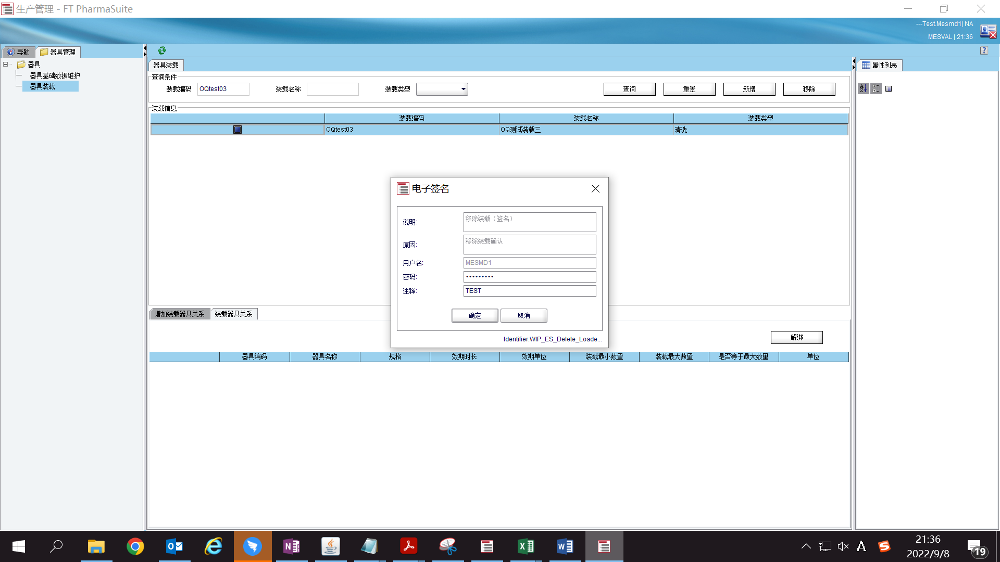 生产管理 - FT PharmaSuite
---Test.Mesmd1| NA
MESVAL | 21:36
导航
器具管理
器具
器具基础数据维护
器具装载
器具装载
属性列表
查询条件
装载编码
OQtest03
装载名称
装载类型
查询
重置
新增
移除
装载信息
装载编码
装载名称
装载类型
OQtest03
OQ测试装载三
清洗
电子签名
说明:
移除装载（签名）
原因:
移除装载确认
用户名:
MESMD1
密码:
•••••••••
注释:
TEST
确定
取消
Identifier:WIP_ES_Delete_Loade...
增加装载器具关系
装载器具关系
解绑
器具编码
器具名称
规格
效期时长
效期单位
装载最小数量
装载最大数量
是否等于最大数量
单位
21:36
2022/9/8
19